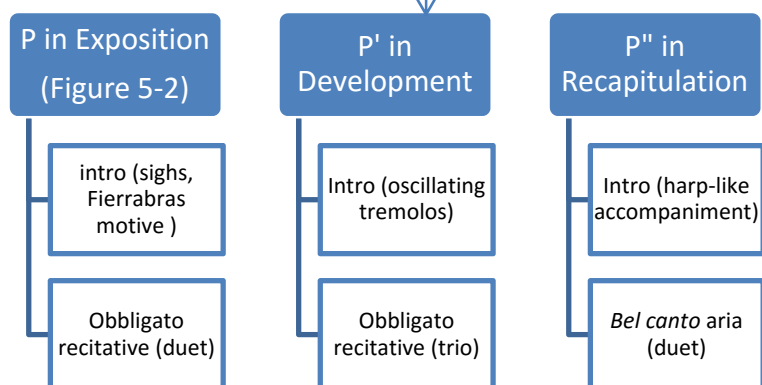 P in Exposition
(Figure 5-2)
intro (sighs,
Fierrabras
motive )
Obbligato
recitative (duet)
P' in
Development
Intro (oscillating
tremolos)
Obbligato
recitative (trio)
P" in
Recapitulation
Intro (harp-like
accompaniment)
Bel canto aria
(duet)